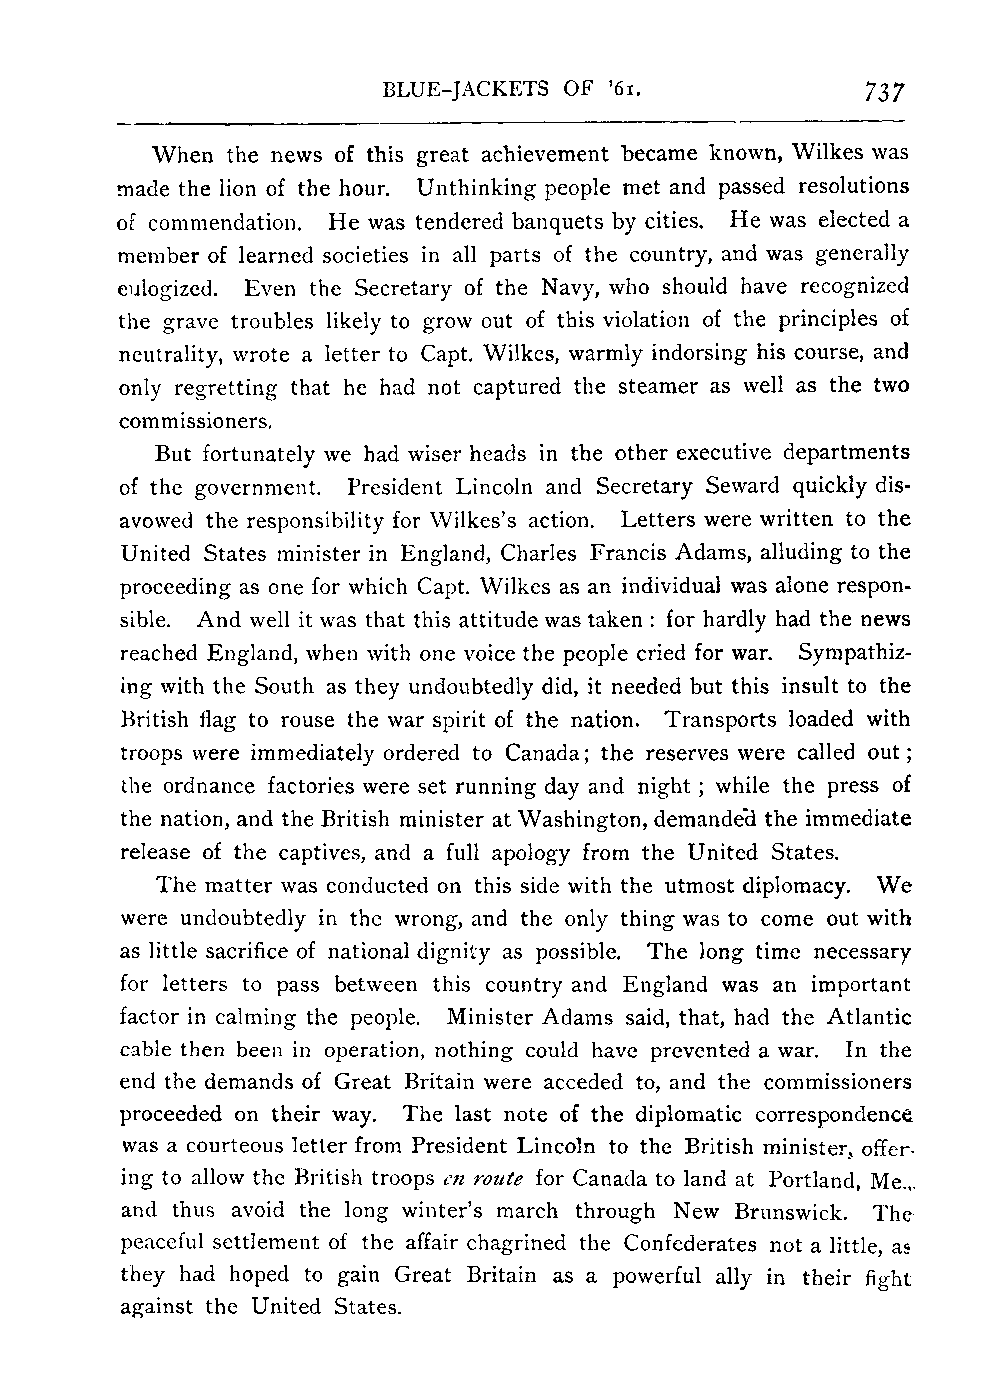 BLUE-JACKETS OF '61. 737
When the news of this great achievement became known, Wilkes was
made the lion of the hour. Unthinking people met and passed resolutions
of commendation. He was tendered banquets by cities. He was elected a
member of learned societies in all parts of the country, and was generally
eulogized. Even the Secretary of the Navy, who should have recognized
the grave troubles likely to grow out of this violation of the principles of
neutrality, wrote a letter to Capt. Wilkes, warmly indorsing his course, and
only regretting that he had not captured the steamer as well as the two
commissioners.
But fortunately we had wiser heads in the other executive departments
of the government. President Lincoln and Secretary Seward quickly dis-
avowed the responsibility for Wilkes's action. Letters were written to the
United States minister in England, Charles Francis Adams, alluding to the
proceeding as one for which Capt. Wilkes as an individual was alone respon-
sible. And well it was that this attitude was taken : for hardly had the news
reached England, when with one voice the people cried for war. Sympathiz-
ing with the South as they undoubtedly did, it needed but this insult to the
British flag to rouse the war spirit of the nation. Transports loaded with
troops were immediately ordered to Canada; the reserves were called out ;
the ordnance factories were set running day and night ; while the press of
the nation, and the British minister at Washington, demanded the immediate
release of the captives, and a full apology from the United States.
The matter was conducted on this side with the utmost diplomacy. We
were undoubtedly in the wrong, and the only thing was to come out with
as little sacrifice of national dignity as possible. The long time necessary
for letters to pass between this country and England was an important
factor in calming the people. Minister Adams said, that, had the Atlantic
cable then been in operation, nothing could have prevented a war. In the
end the demands of Great Britain were acceded to, and the commissioners
proceeded on their way. The last note of the diplomatic correspondence
was a courteous letter from President Lincoln to the British minister, offer-
ing to allow the British troops en route for Canada to land at Portland, Me.,
and thus avoid the long winter's march through New Brunswick. The
peaceful settlement of the affair chagrined the Confederates not a little, as
they had hoped to gain Great Britain as a powerful ally in their fight
against the United States.